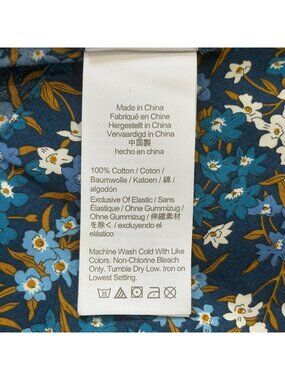 Made in China
Fabriqué en Chine
Hergestellt in China
Vervaardigd in China
中国製
hecho en china
100% Cotton / Coton /
Baumwolle / Katoen / 綿 /
algodón
Exclusive Of Elastic / Sans
Elastique / Ohne Gummizug /
Ohne Gummizug / 伸縮素材
を除く / excluyendo el
elástico
Machine Wash Cold With Like
Colors. Non-Chlorine Bleach
Only. Tumble Dry Low. Iron on
Lowest Setting.